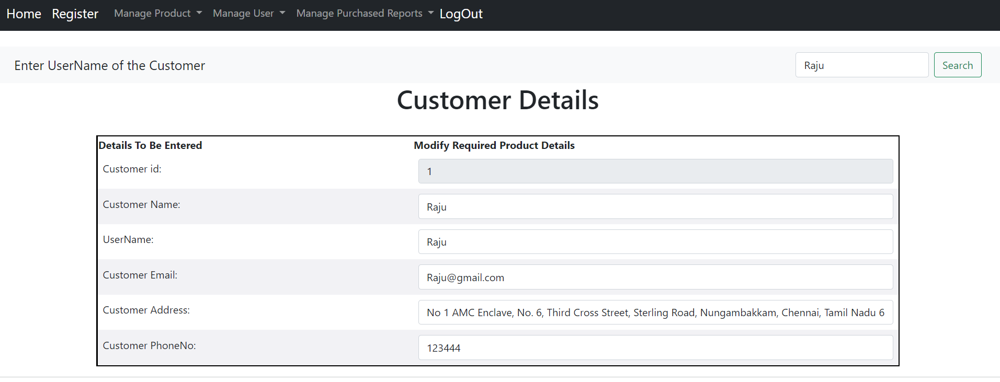 Home Register Manage Product Manage User Manage Purchased Reports LogOut
Enter UserName of the Customer Raju Search
Customer Details
Details To Be Entered Modify Required Product Details
Customer id: 1
Customer Name: Raju
UserName: Raju
Customer Email: Raju@gmail.com
Customer Address: No 1 AMC Enclave, No. 6, Third Cross Street, Sterling Road, Nungambakkam, Chennai, Tamil Nadu 6
Customer PhoneNo: 123444